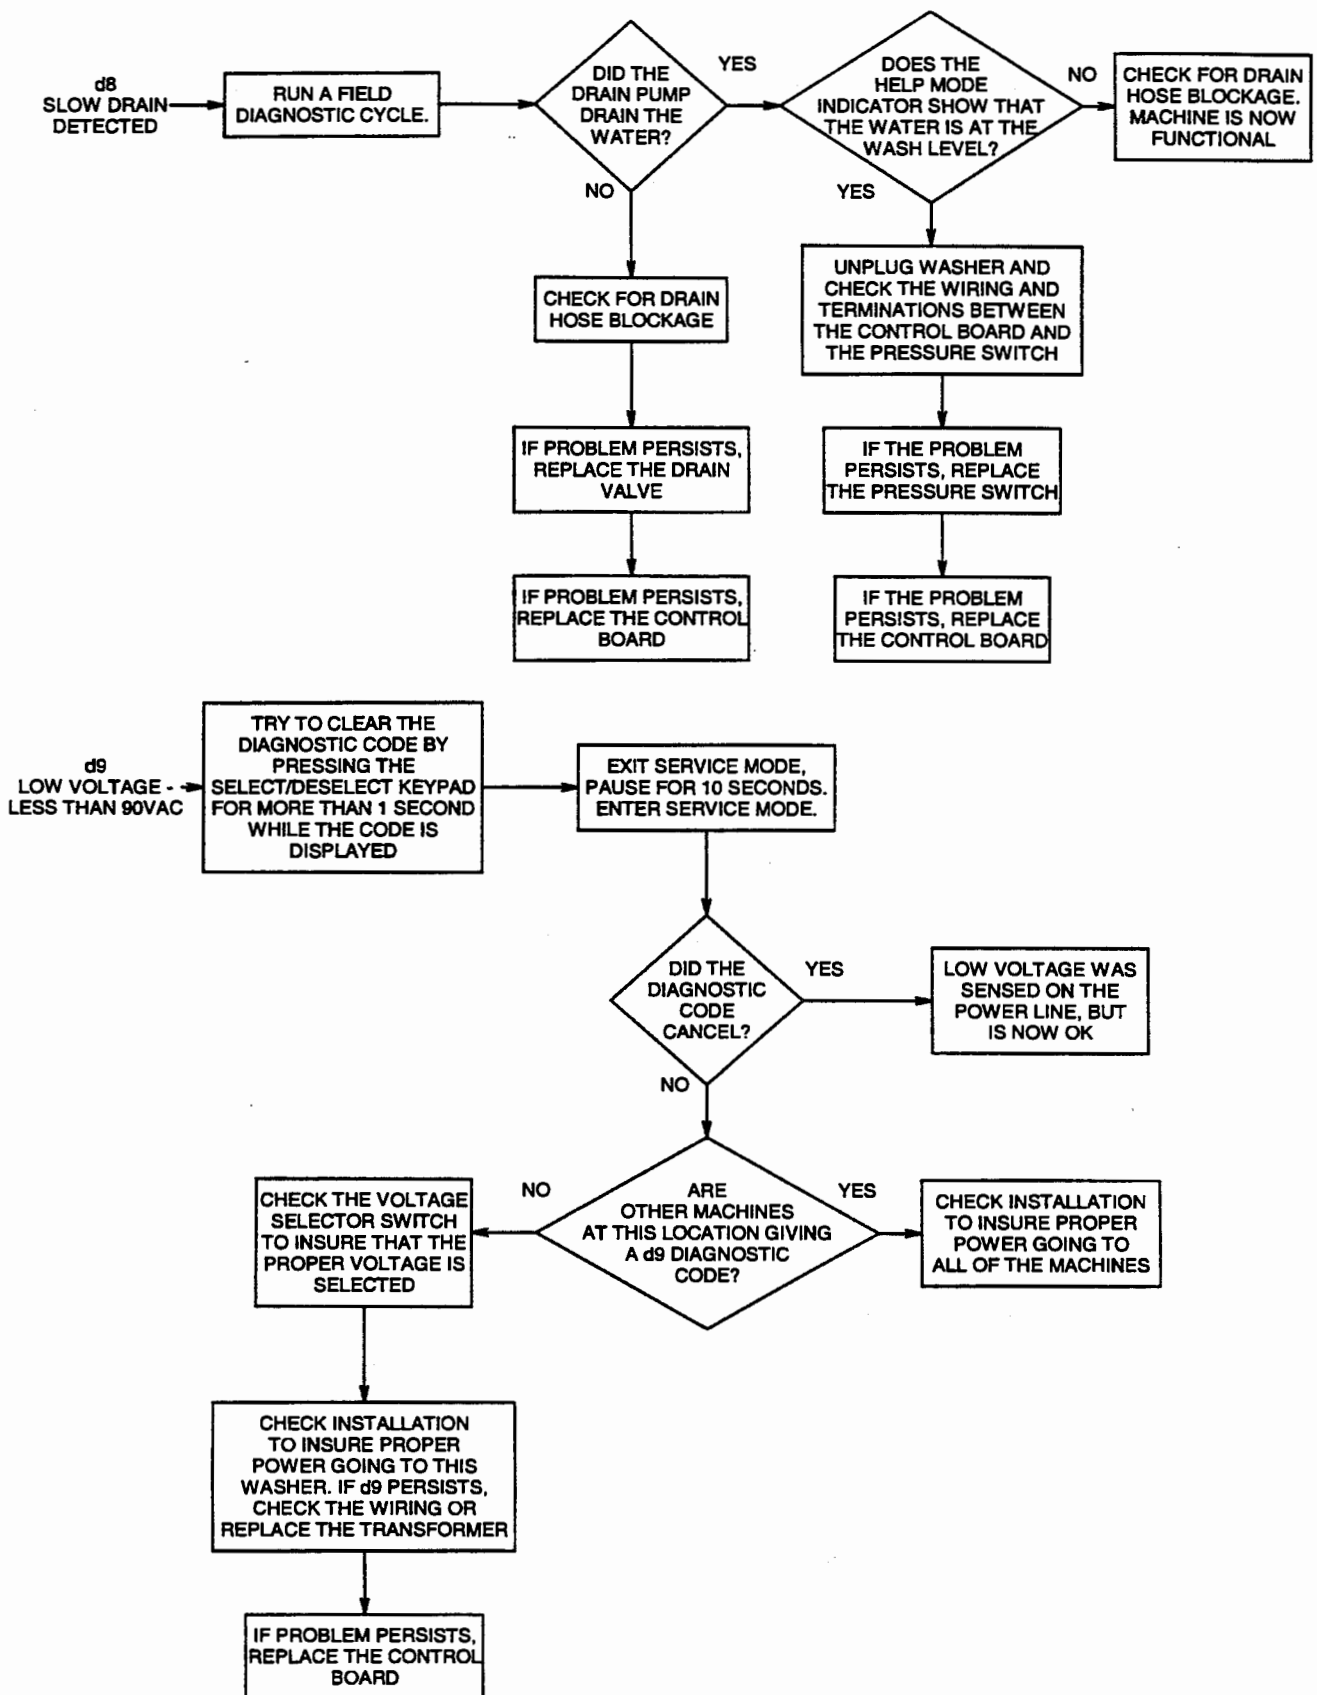 d8
SLOW DRAIN
DETECTED
RUN A FIELD
DIAGNOSTIC CYCLE.
DID THE
DRAIN PUMP
DRAIN THE
WATER?
YES
NO
DOES THE
HELP MODE
INDICATOR SHOW THAT
THE WATER IS AT THE
WASH LEVEL?
NO
YES
CHECK FOR DRAIN
HOSE BLOCKAGE.
MACHINE IS NOW
FUNCTIONAL
CHECK FOR DRAIN
HOSE BLOCKAGE
IF PROBLEM PERSISTS,
REPLACE THE DRAIN
VALVE
IF PROBLEM PERSISTS,
REPLACE THE CONTROL
BOARD
UNPLUG WASHER AND
CHECK THE WIRING AND
TERMINATIONS BETWEEN
THE CONTROL BOARD AND
THE PRESSURE SWITCH
IF THE PROBLEM
PERSISTS, REPLACE
THE PRESSURE SWITCH
IF THE PROBLEM
PERSISTS, REPLACE
THE CONTROL BOARD
d9
LOW VOLTAGE -
LESS THAN 90VAC
TRY TO CLEAR THE
DIAGNOSTIC CODE BY
PRESSING THE
SELECT/DESELECT KEYPAD
FOR MORE THAN 1 SECOND
WHILE THE CODE IS
DISPLAYED
EXIT SERVICE MODE,
PAUSE FOR 10 SECONDS.
ENTER SERVICE MODE.
DID THE
DIAGNOSTIC
CODE
CANCEL?
YES
NO
LOW VOLTAGE WAS
SENSED ON THE
POWER LINE, BUT
IS NOW OK
ARE
OTHER MACHINES
AT THIS LOCATION GIVING
A d9 DIAGNOSTIC
CODE?
NO
YES
CHECK INSTALLATION
TO INSURE PROPER
POWER GOING TO
ALL OF THE MACHINES
CHECK THE VOLTAGE
SELECTOR SWITCH
TO INSURE THAT THE
PROPER VOLTAGE IS
SELECTED
CHECK INSTALLATION
TO INSURE PROPER
POWER GOING TO THIS
WASHER. IF d9 PERSISTS,
CHECK THE WIRING OR
REPLACE THE TRANSFORMER
IF PROBLEM PERSISTS,
REPLACE THE CONTROL
BOARD